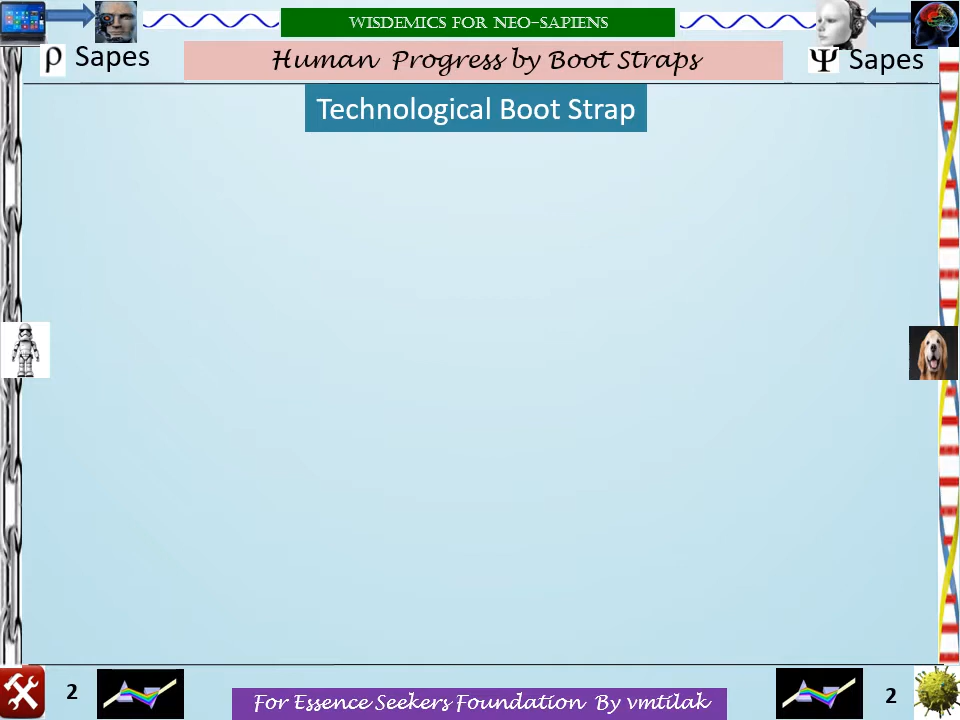 WISDEMICS FOR NEO-SAPIENS
ρ Sapes
Human Progress by Boot Straps
Ψ Sapes
Technological Boot Strap
2
For Essence Seekers Foundation By vmtilak
2